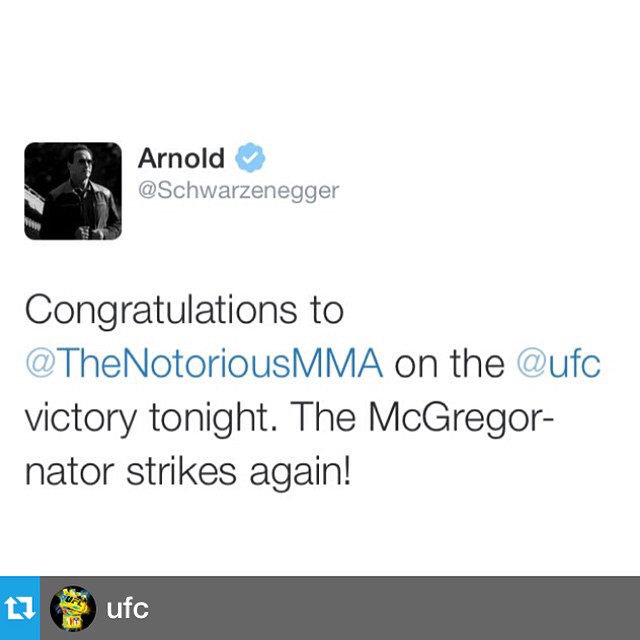 Arnold
@Schwarzenegger
Congratulations to
@TheNotoriousMMA on the @ufc
victory tonight. The McGregor-
nator strikes again!
ufc